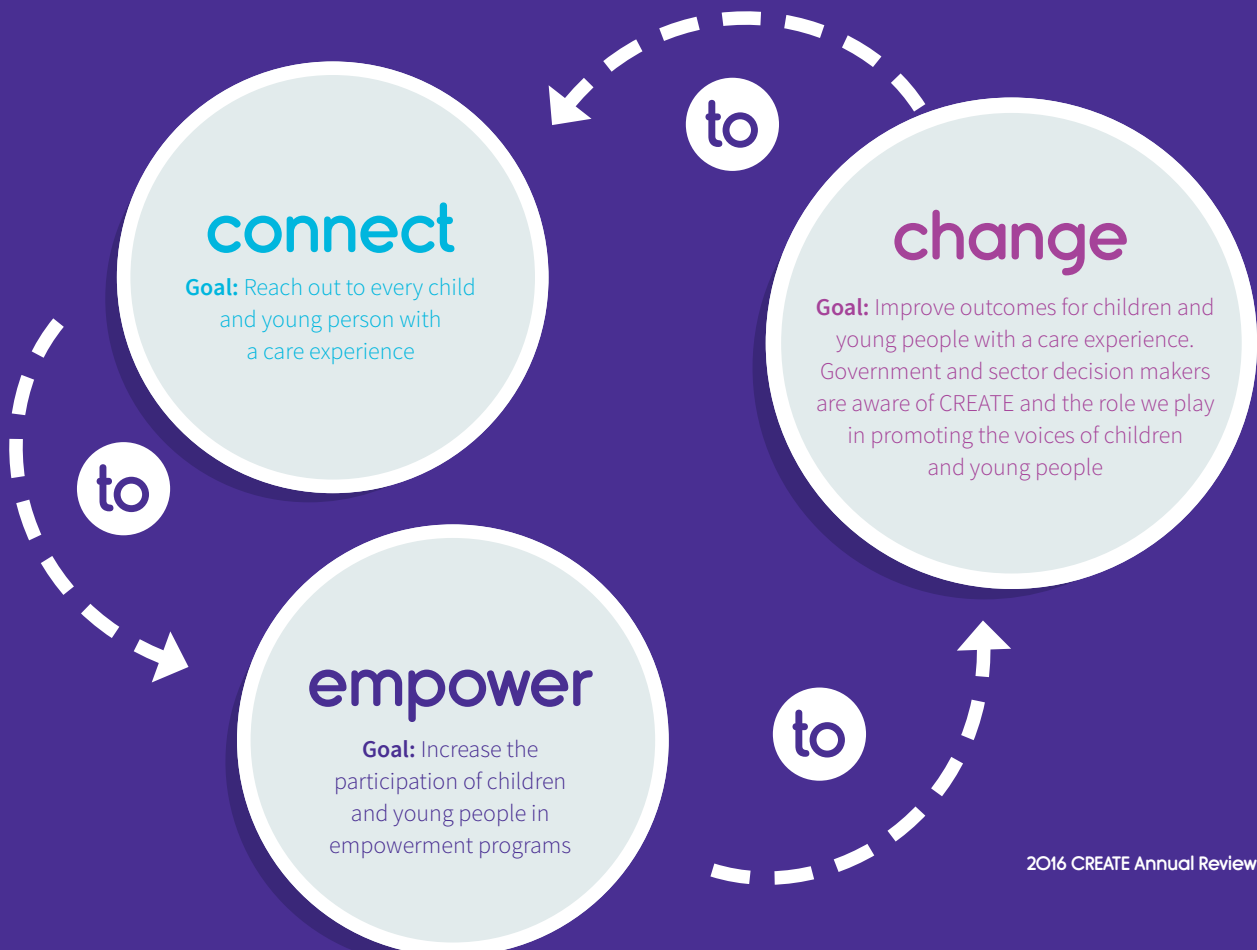 connect
Goal: Reach out to every child
and young person with
a care experience
to
empower
Goal: Increase the
participation of children
and young people in
empowerment programs
to
change
Goal: Improve outcomes for children and
young people with a care experience.
Government and sector decision makers
are aware of CREATE and the role we play
in promoting the voices of children
and young people
to
2016 CREATE Annual Review